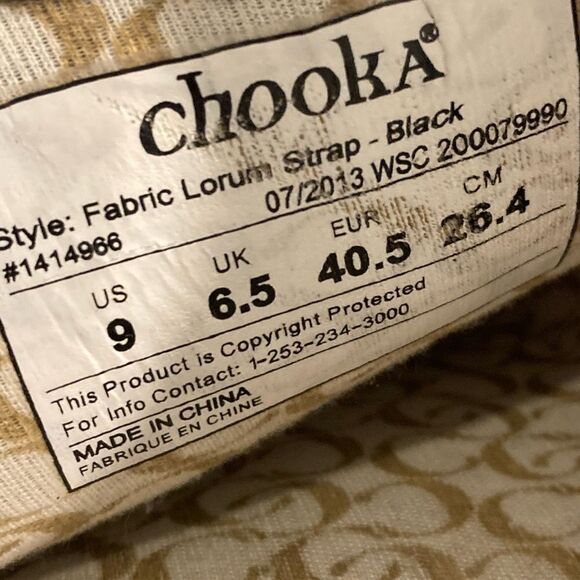 chooka®
Style: Fabric Lorum Strap - Black
#1414966 07/2013 WSC 200079990
US UK EUR CM
9 6.5 40.5 26.4
This Product is Copyright Protected
For Info Contact: 1-253-234-3000
MADE IN CHINA
FABRIQUE EN CHINE